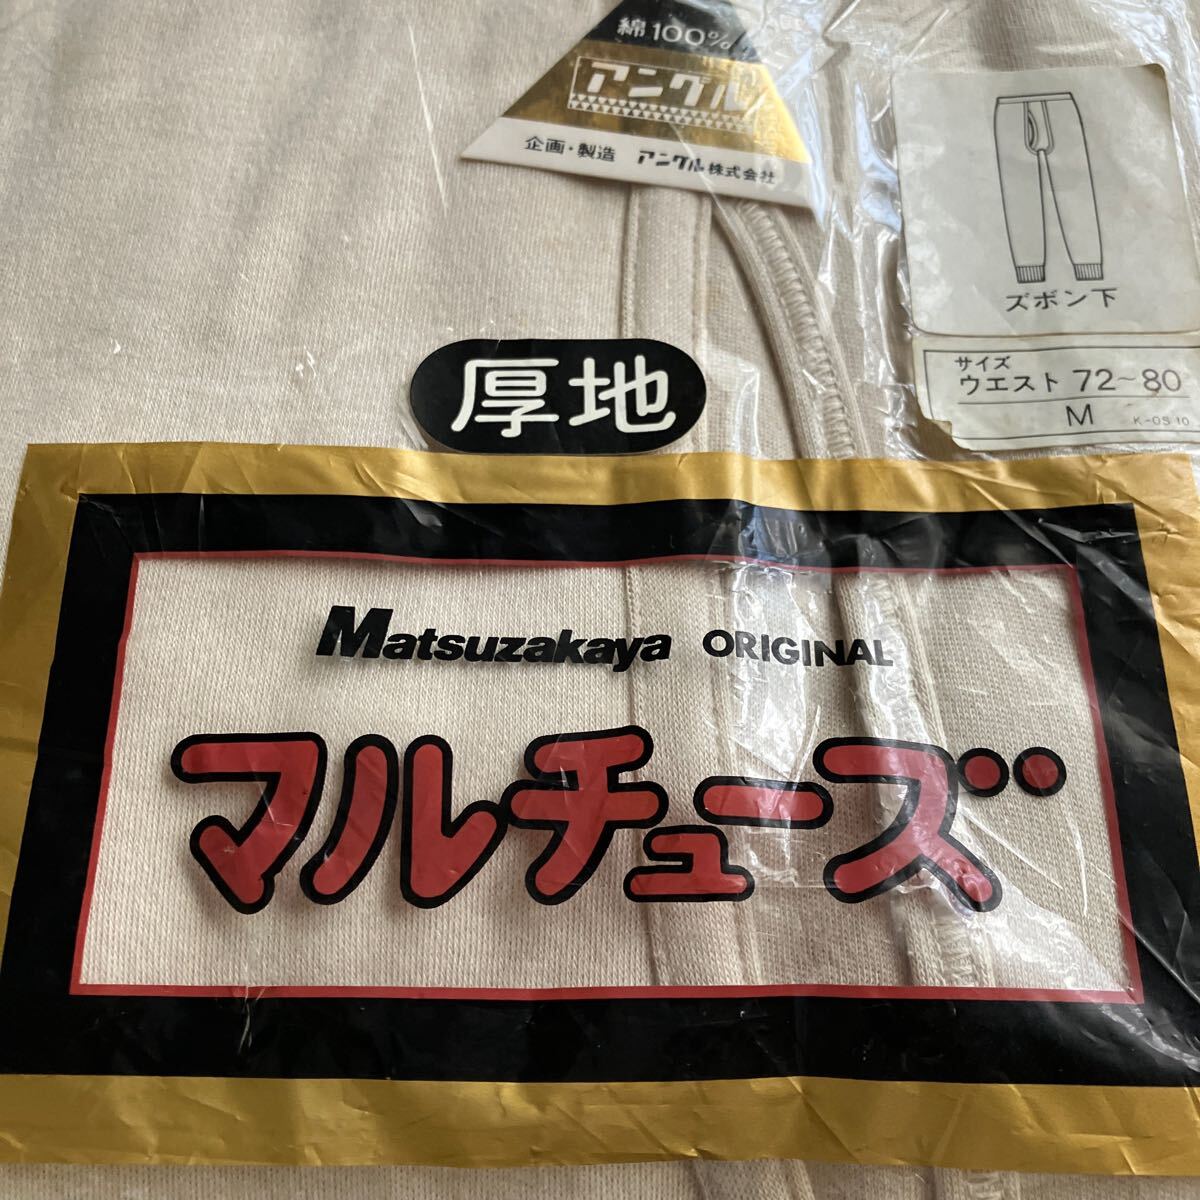 綿100%
アングル
企画・製造 アングル株式会社
ズボン下
サイズ
ウエスト 72~80
M K-OS 10
厚地
Matsuzakaya ORIGINAL
マルチューズ